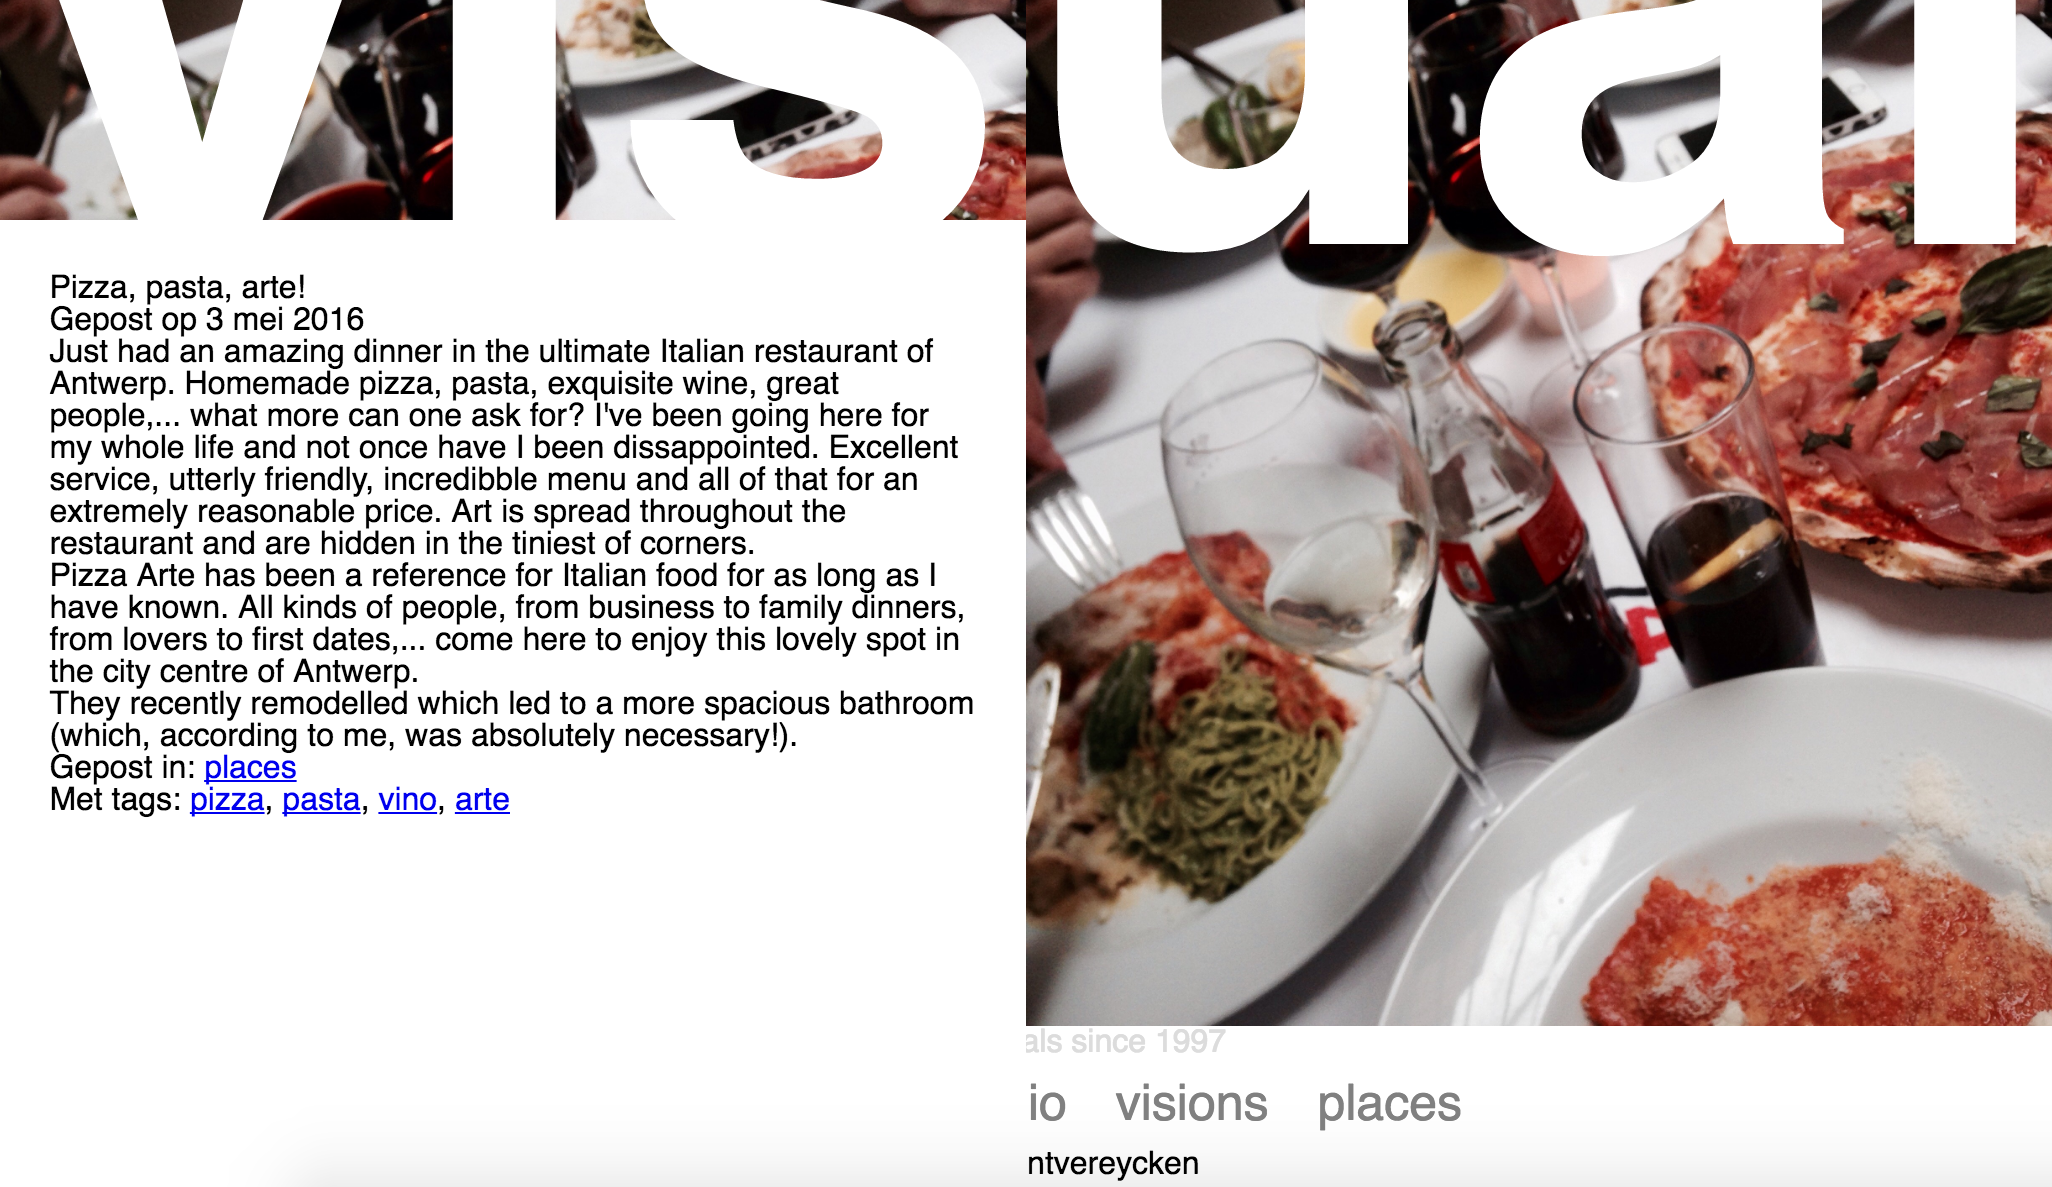 visual
Pizza, pasta, arte!
Gepost op 3 mei 2016
Just had an amazing dinner in the ultimate Italian restaurant of
Antwerp. Homemade pizza, pasta, exquisite wine, great
people,... what more can one ask for? I've been going here for
my whole life and not once have I been dissappointed. Excellent
service, utterly friendly, incredibble menu and all of that for an
extremely reasonable price. Art is spread throughout the
restaurant and are hidden in the tiniest of corners.
Pizza Arte has been a reference for Italian food for as long as I
have known. All kinds of people, from business to family dinners,
from lovers to first dates,... come here to enjoy this lovely spot in
the city centre of Antwerp.
They recently remodelled which led to a more spacious bathroom
(which, according to me, was absolutely necessary!).
Gepost in: places
Met tags: pizza, pasta, vino, arte
als since 1997
io visions places
ntvereycken